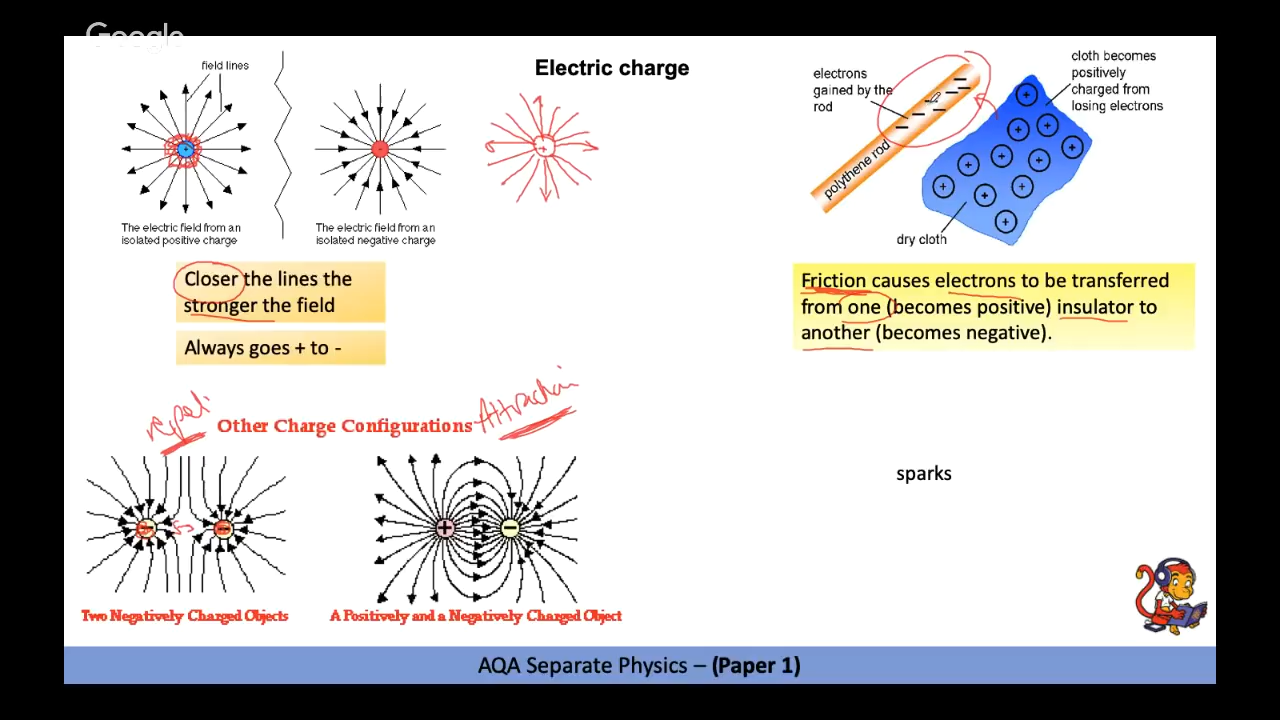 Google
Electric charge
field lines
The electric field from an
isolated positive charge
The electric field from an
isolated negative charge
Closer the lines the
stronger the field
Always goes + to -
electrons
gained by the
rod
polythene rod
cloth becomes
positively
charged from
losing electrons
dry cloth
Friction causes electrons to be transferred
from one (becomes positive) insulator to
another (becomes negative).
repel
Other Charge Configurations
Attraction
Two Negatively Charged Objects
A Positively and a Negatively Charged Object
sparks
AQA Separate Physics – (Paper 1)